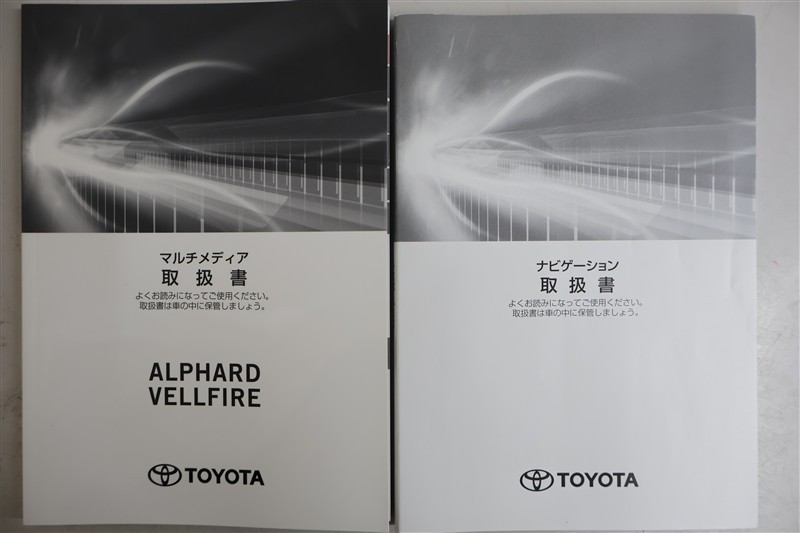 マルチメディア
取扱書
よくお読みになってご使用ください。
取扱書は車の中に保管しましょう。
ALPHARD
VELLFIRE
TOYOTA
ナビゲーション
取扱書
よくお読みになってご使用ください。
取扱書は車の中に保管しましょう。
TOYOTA